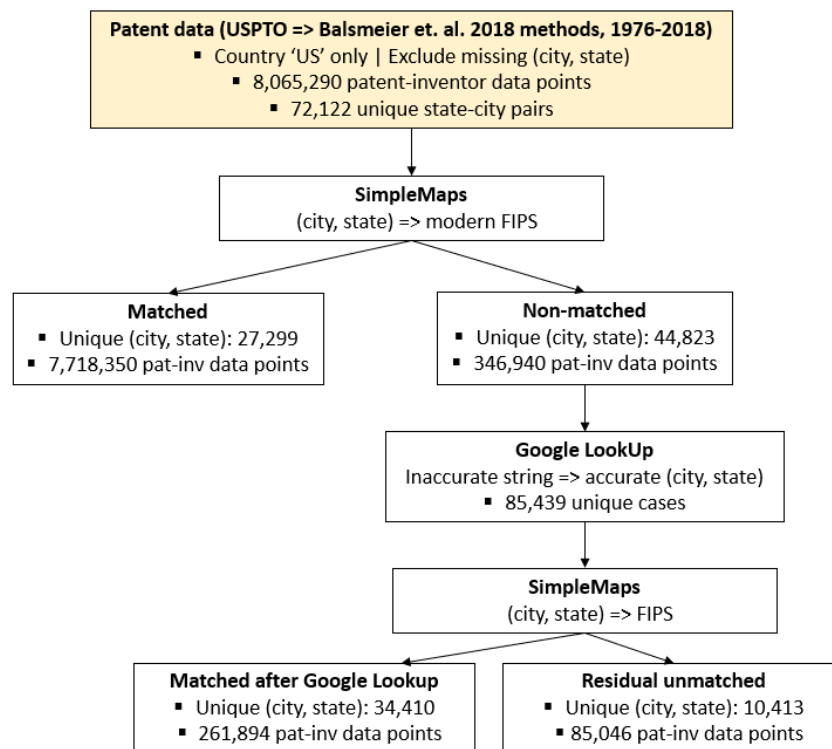 Patent data (USPTO => Balsmeier et. al. 2018 methods, 1976-2018)
▪ Country ‘US’ only | Exclude missing (city, state)
▪ 8,065,290 patent-inventor data points
▪ 72,122 unique state-city pairs
SimpleMaps
(city, state) => modern FIPS
Matched
▪ Unique (city, state): 27,299
▪ 7,718,350 pat-inv data points
Non-matched
▪ Unique (city, state): 44,823
▪ 346,940 pat-inv data points
Google LookUp
Inaccurate string => accurate (city, state)
▪ 85,439 unique cases
SimpleMaps
(city, state) => FIPS
Matched after Google Lookup
▪ Unique (city, state): 34,410
▪ 261,894 pat-inv data points
Residual unmatched
▪ Unique (city, state): 10,413
▪ 85,046 pat-inv data points